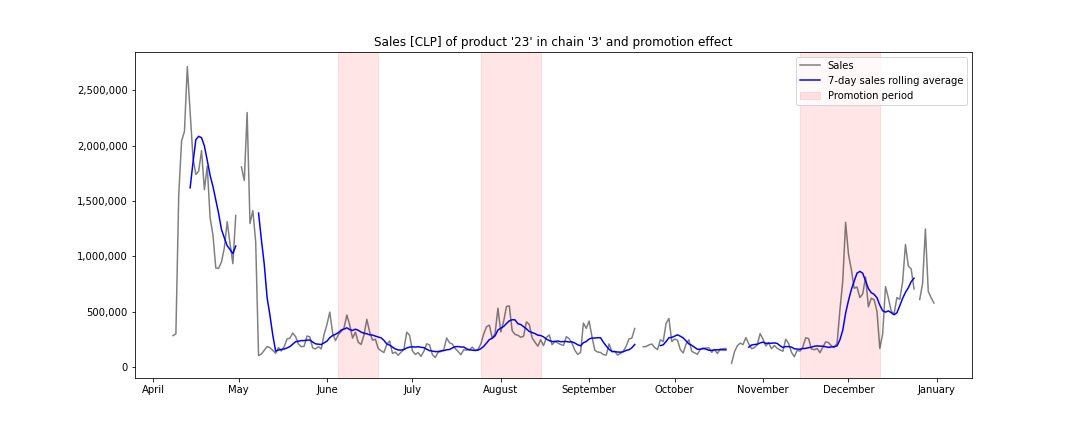 Sales [CLP] of product '23' in chain '3' and promotion effect
Sales
7-day sales rolling average
Promotion period
2,500,000
2,000,000
1,500,000
1,000,000
500,000
0
April May June July August September October November December January